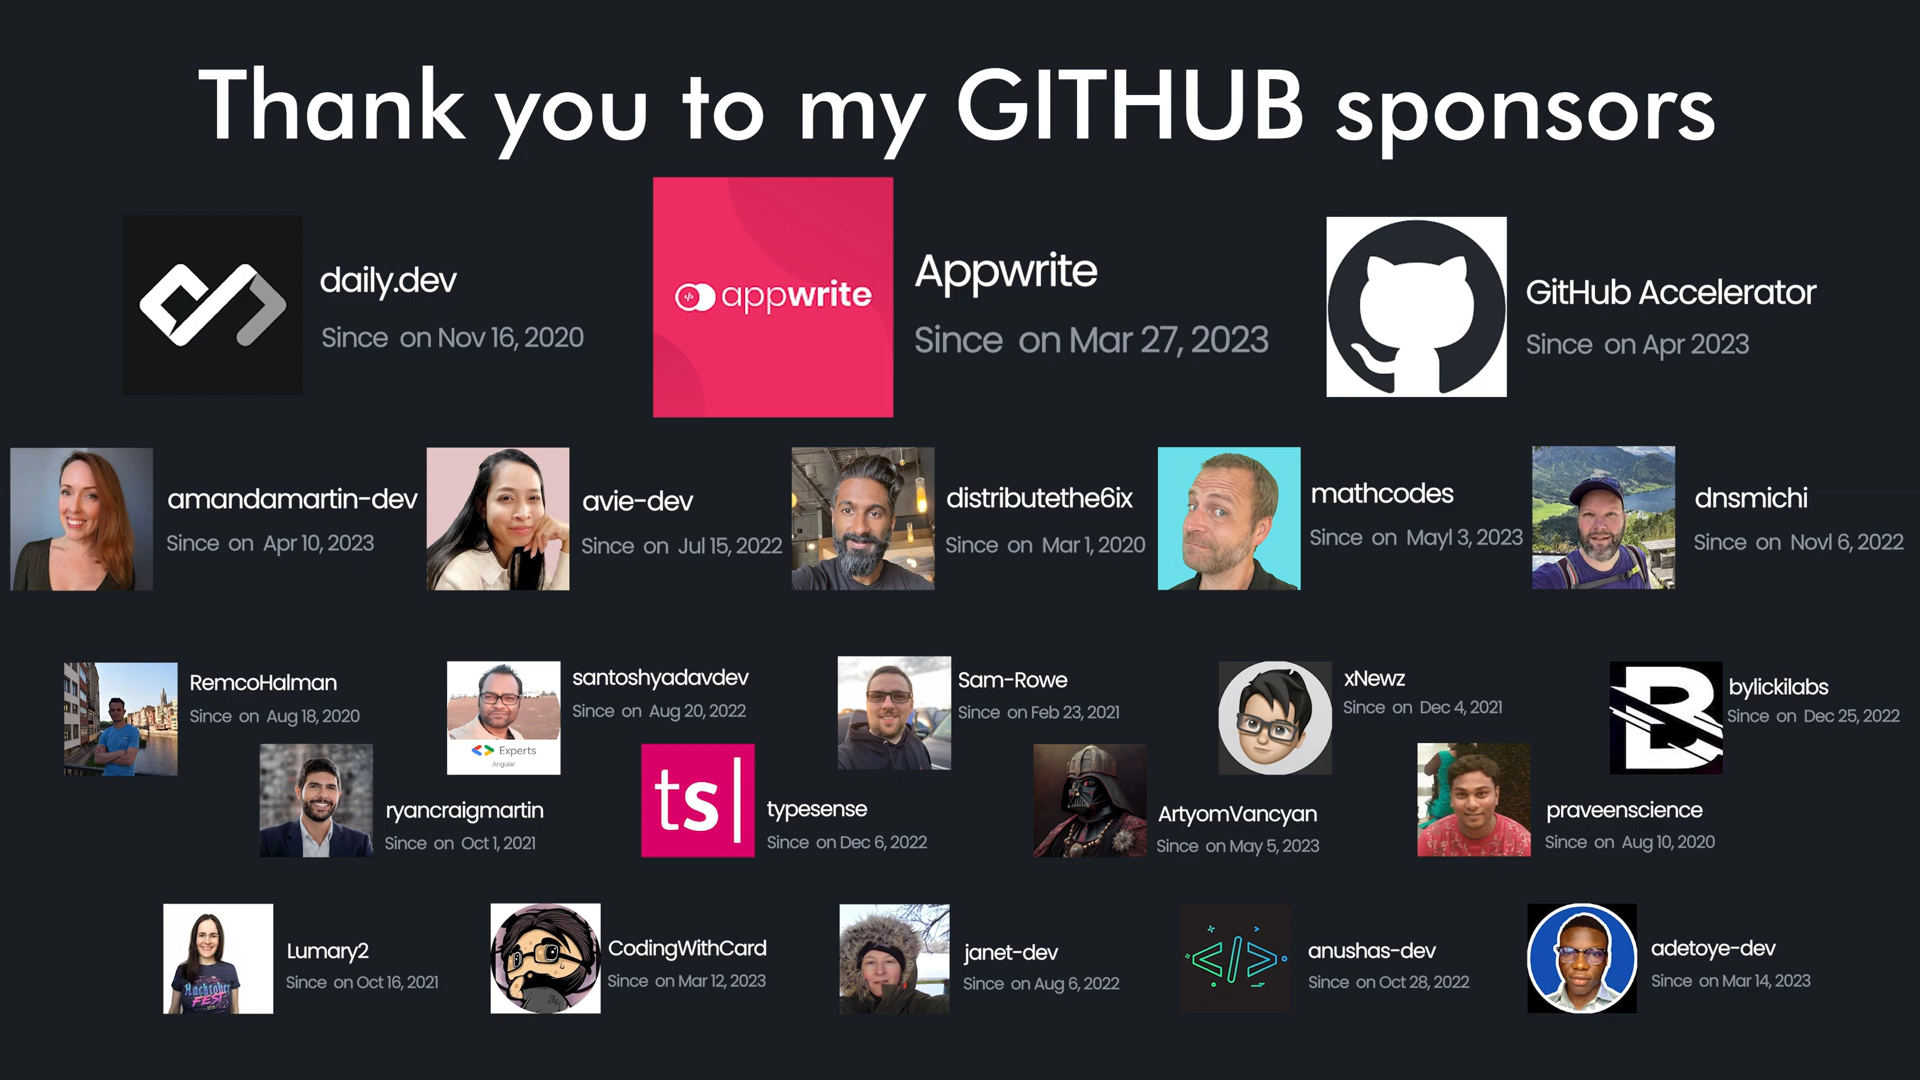 Thank you to my GITHUB sponsors
daily.dev
Since on Nov 16, 2020
appwrite
Appwrite
Since on Mar 27, 2023
GitHub Accelerator
Since on Apr 2023
amandamartin-dev
Since on Apr 10, 2023
avie-dev
Since on Jul 15, 2022
distributethe6ix
Since on Mar 1, 2020
mathcodes
Since on Mayl 3, 2023
dnsmichi
Since on Novl 6, 2022
RemcoHalman
Since on Aug 18, 2020
Experts
Angular
santoshyadavdev
Since on Aug 20, 2022
Sam-Rowe
Since on Feb 23, 2021
xNewz
Since on Dec 4, 2021
B
bylickilabs
Since on Dec 25, 2022
ryancraigmartin
Since on Oct 1, 2021
ts|
typesense
Since on Dec 6, 2022
ArtyomVancyan
Since on May 5, 2023
praveenscience
Since on Aug 10, 2020
Hacktober
FEST
Lumary2
Since on Oct 16, 2021
CodingWithCard
Since on Mar 12, 2023
janet-dev
Since on Aug 6, 2022
</>
anushas-dev
Since on Oct 28, 2022
adetoye-dev
Since on Mar 14, 2023